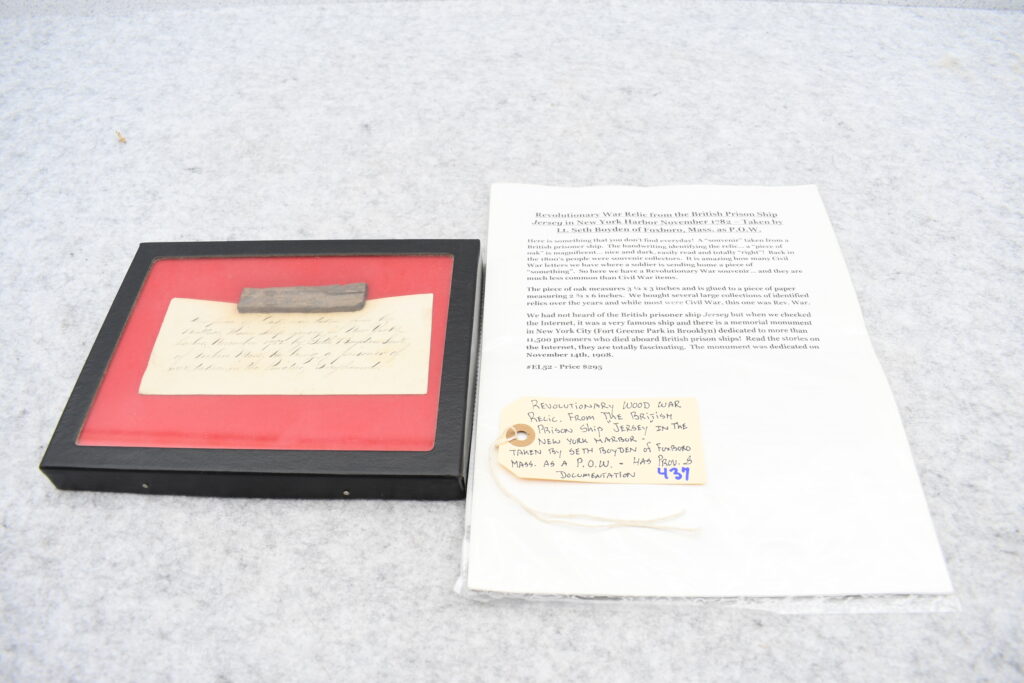 Revolutionary War Relic from the British Prison Ship
Jersey in New York Harbor November 1782 – Taken by
Lt. Seth Boyden of Foxboro, Mass. as P.O.W.
Here is something that you don't find everyday! A "souvenir" taken from a
British prisoner ship. The handwriting identifying the relic... a "piece of
oak" is magnificent... nice and dark, easily read and totally "right"! Back in
the 1800's people were souvenir collectors. It is amazing how many Civil
War letters we have where a soldier is sending home a piece of
"something". So here we have a Revolutionary War souvenir... and they are
much less common than Civil War items.
The piece of oak measures 3 ¼ x 3 inches and is glued to a piece of paper
measuring 2 ¾ x 6 inches. We bought several large collections of identified
relics over the years and while most were Civil War, this one was Rev. War.
We had not heard of the British prisoner ship Jersey but when we checked
the Internet, it was a very famous ship and there is a memorial monument
in New York City (Fort Greene Park in Brooklyn) dedicated to more than
11,500 prisoners who died aboard British prison ships! Read the stories on
the Internet, they are totally fascinating. The monument was dedicated on
November 14th, 1908.
#EL52 - Price $295
REVOLUTIONARY WOOD WAR
RELIC. FROM THE BRITISH
PRISON SHIP "JERSEY" IN THE
NEW YORK HARBOR -
TAKEN BY SETH BOYDEN of FOXBORO
MASS. AS A P.O.W. - HAS PROV. &
DOCUMENTATION 437